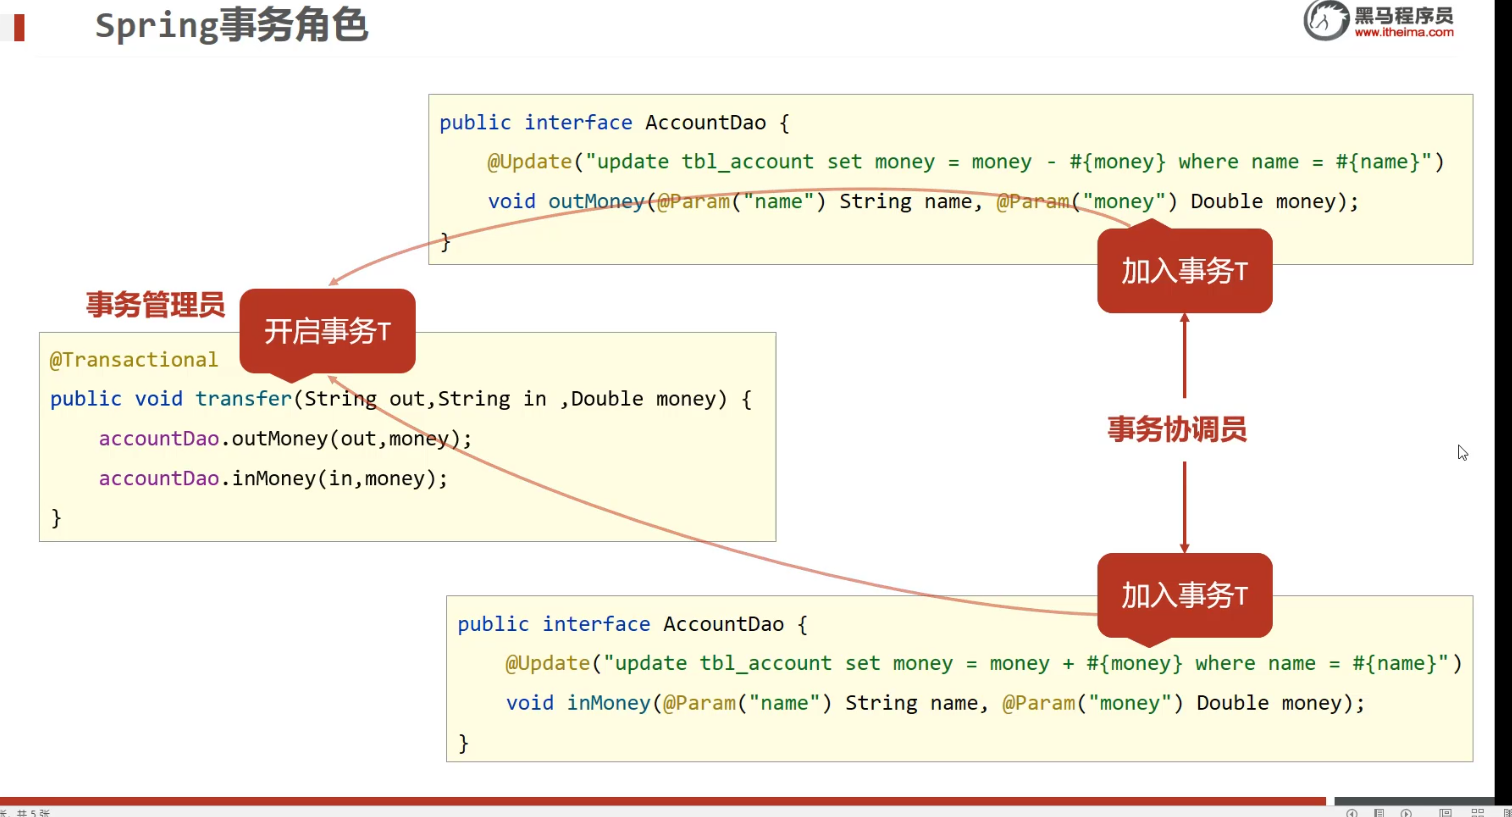 Spring事务角色
黑马程序员
www.itheima.com
public interface AccountDao {
@Update("update tbl_account set money = money - #{money} where name = #{name}")
void outMoney(@Param("name") String name, @Param("money") Double money);
}
加入事务T
事务管理员
开启事务T
@Transactional
public void transfer(String out,String in ,Double money) {
accountDao.outMoney(out,money);
accountDao.inMoney(in,money);
}
事务协调员
加入事务T
public interface AccountDao {
@Update("update tbl_account set money = money + #{money} where name = #{name}")
void inMoney(@Param("name") String name, @Param("money") Double money);
}
张，共 5 张